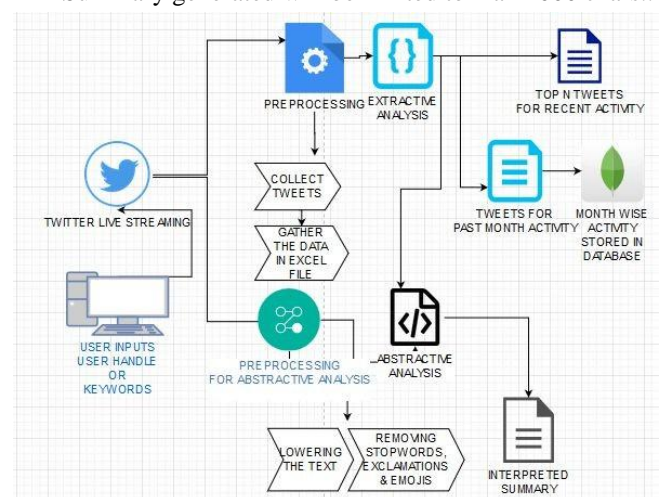 PREPROCESSING
EXTRACTIVE
ANALYSIS
TOP N TWEETS
FOR RECENT ACTIVITY
COLLECT
TWEETS
TWITTER LIVE STREAMING
GATHER
THE DATA
IN EXCEL
FILE
TWEETS FOR
PAST MONTH ACTIVITY
MONTH WISE
ACTIVITY
STORED IN
DATABASE
USER INPUTS
USER HANDLE
OR
KEYWORDS
PREPROCESSING
FOR ABSTRACTIVE ANALYSIS
ABSTRACTIVE
ANALYSIS
LOWERING
THE TEXT
REMOVING
STOPWORDS,
EXCLAMATIONS
& EMOJIS
INTERPRETED
SUMMARY